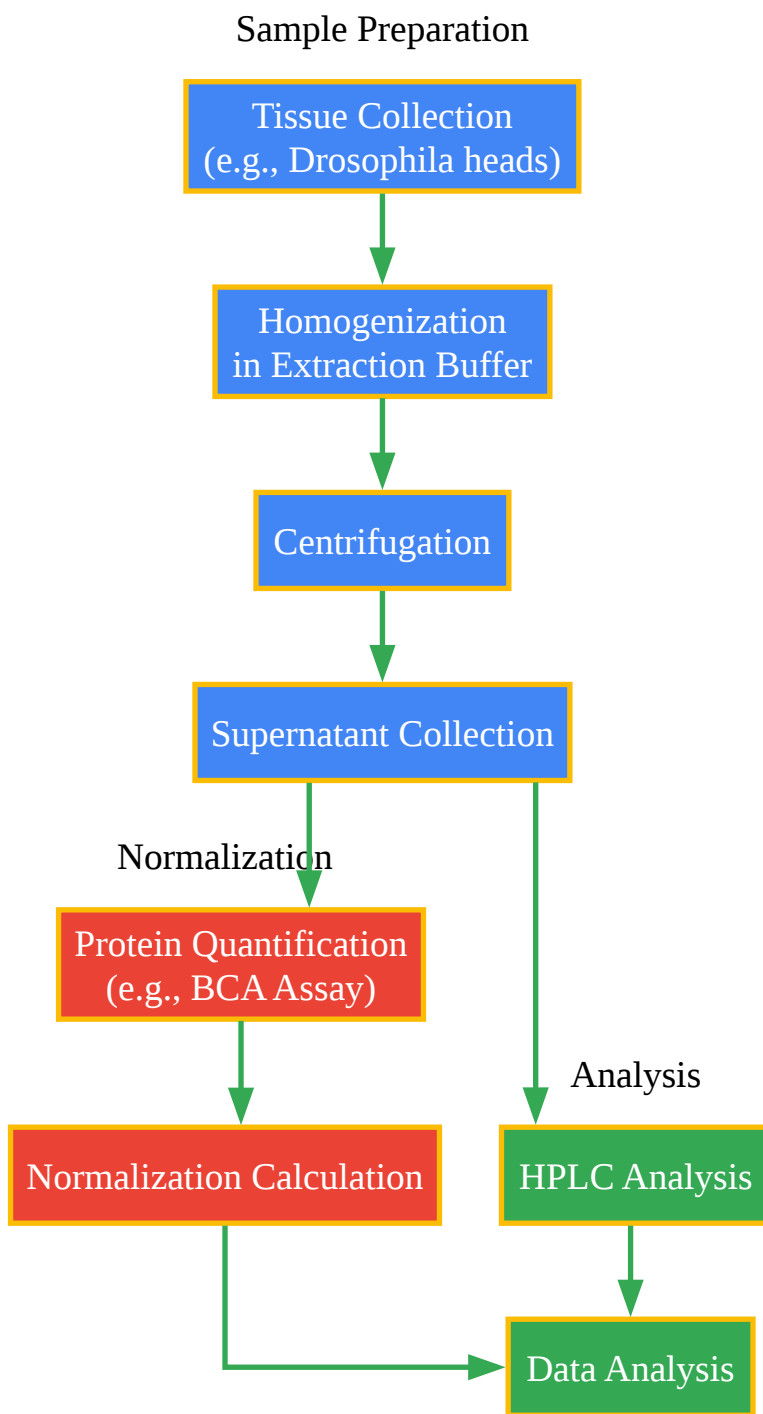 Sample Preparation
Tissue Collection
(e.g., Drosophila heads)
Homogenization
in Extraction Buffer
Centrifugation
Supernatant Collection
Normalization
Protein Quantification
(e.g., BCA Assay)
Analysis
Normalization Calculation
HPLC Analysis
Data Analysis